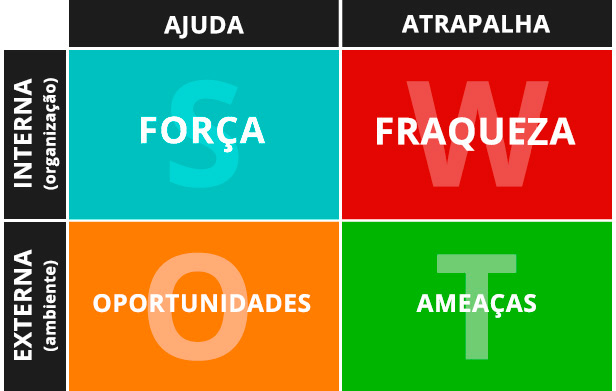 AJUDA
ATRAPALHA
INTERNA
(organização)
S
FORÇA
W
FRAQUEZA
EXTERNA
(ambiente)
O
OPORTUNIDADES
T
AMEAÇAS